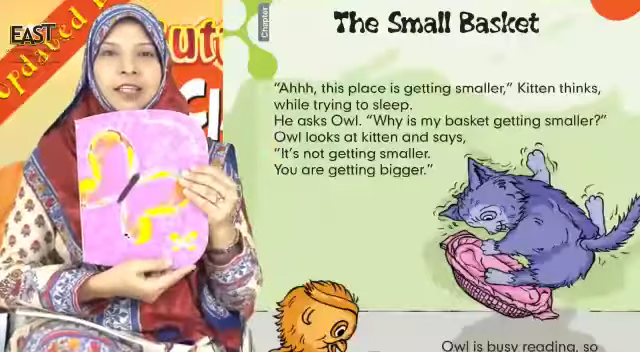 EAST
Updated
Chapter
The Small Basket
"Ahhh, this place is getting smaller," Kitten thinks,
while trying to sleep.
He asks Owl. "Why is my basket getting smaller?"
Owl looks at kitten and says,
"It's not getting smaller.
You are getting bigger."
Owl is busy reading, so